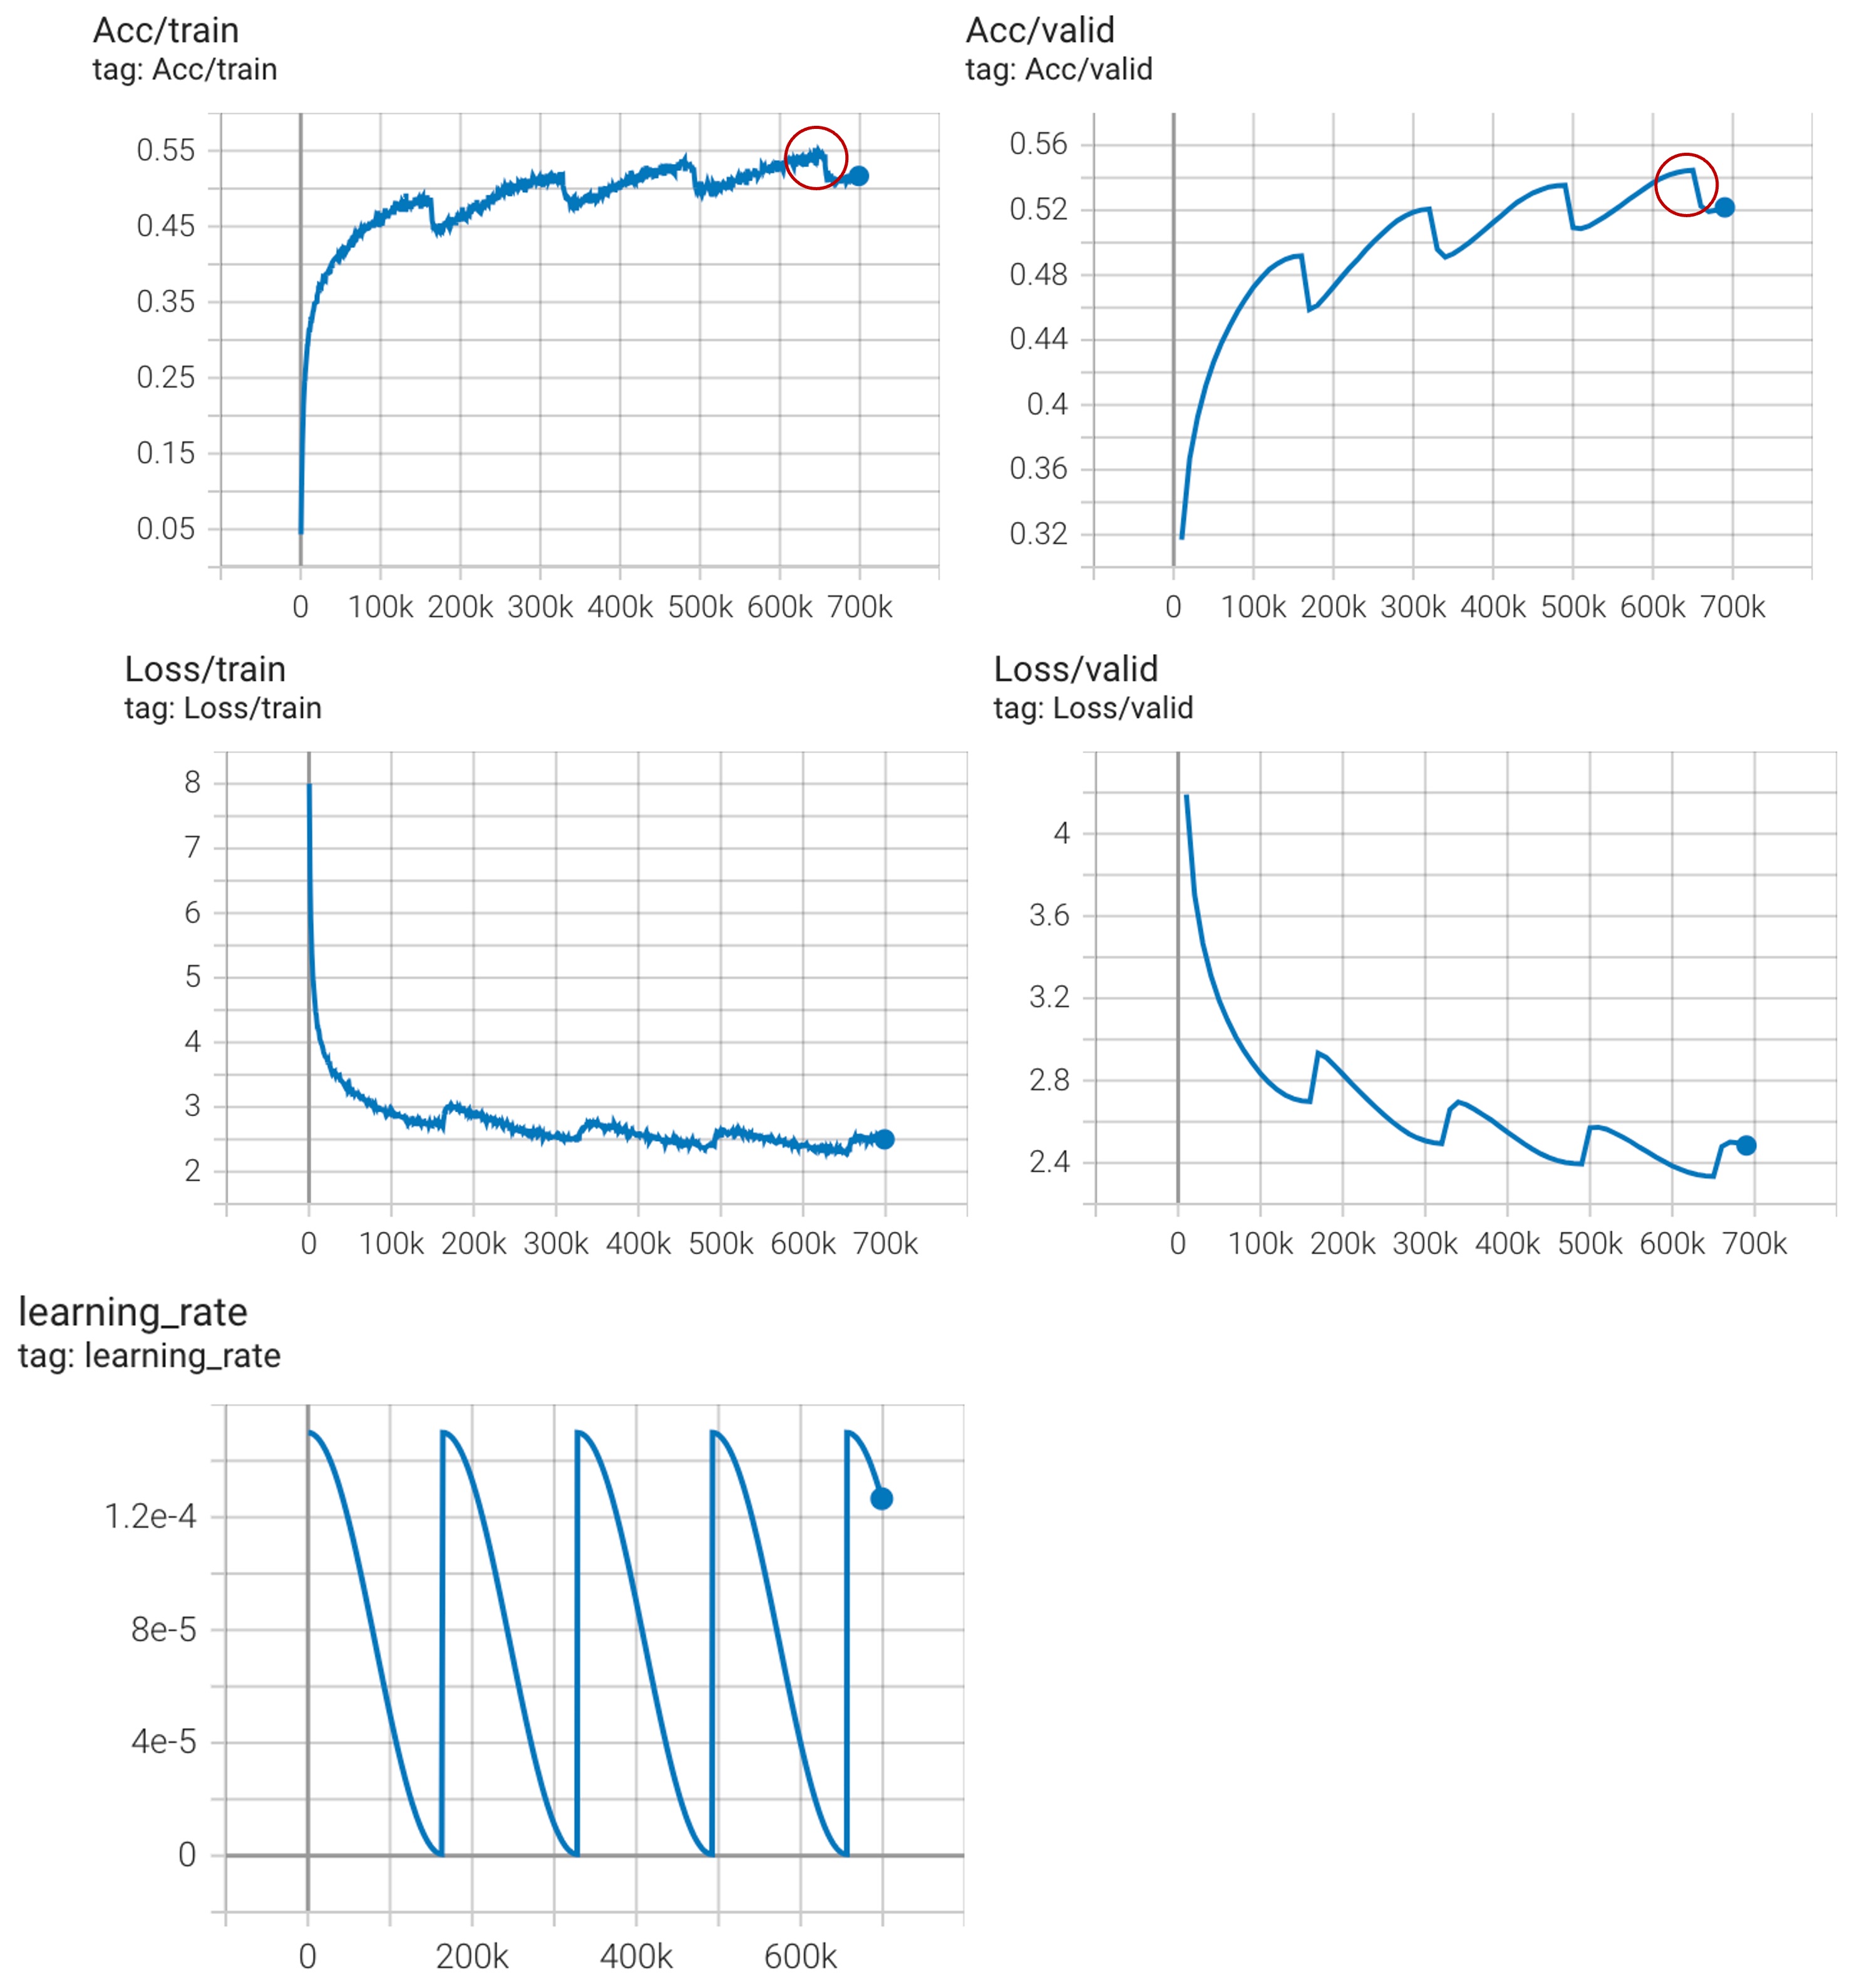 Acc/train
tag: Acc/train
0.55
0.45
0.35
0.25
0.15
0.05
0 100k 200k 300k 400k 500k 600k 700k
Acc/valid
tag: Acc/valid
0.56
0.52
0.48
0.44
0.4
0.36
0.32
0 100k 200k 300k 400k 500k 600k 700k
Loss/train
tag: Loss/train
8
7
6
5
4
3
2
0 100k 200k 300k 400k 500k 600k 700k
Loss/valid
tag: Loss/valid
4
3.6
3.2
2.8
2.4
0 100k 200k 300k 400k 500k 600k 700k
learning_rate
tag: learning_rate
1.2e-4
8e-5
4e-5
0
0 200k 400k 600k